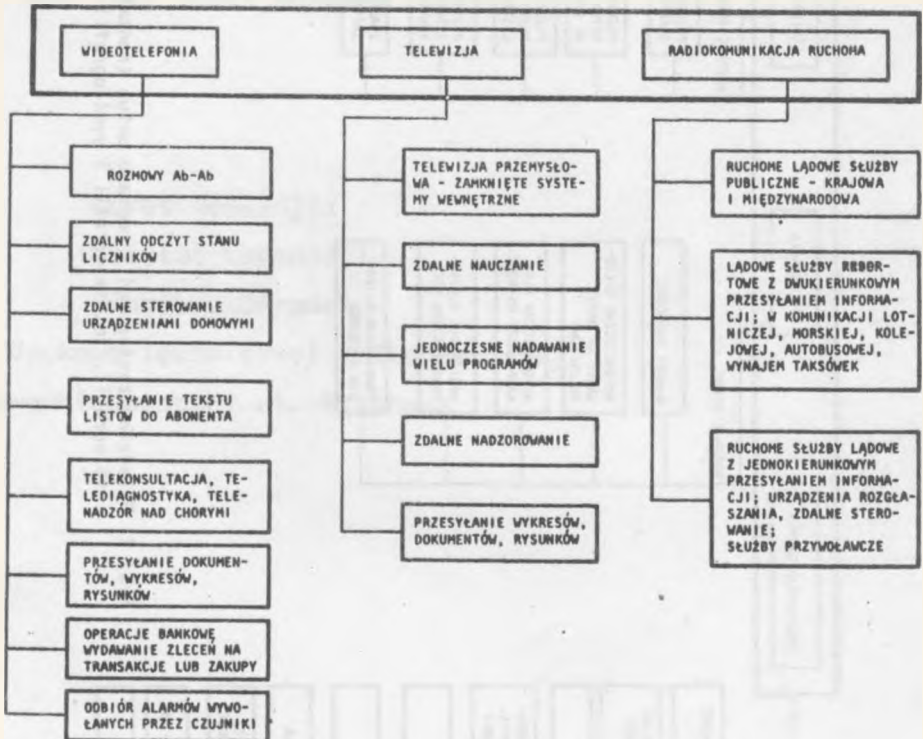 WIDEOTELEFONIA
TELEWIZJA
RADIOKOMUNIKACJA RUCHOMA
ROZMOWY Ab-Ab
ZDALNY ODCZYT STANU
LICZNIKÓW
ZDALNE STEROWANIE
URZĄDZENIAMI DOMOWYMI
PRZESYŁANIE TEKSTU
LISTÓW DO ABONENTA
TELEKONSULTACJA, TE-
LEDIAGNOSTYKA, TELE-
NADZÓR NAD CHORYMI
PRZESYŁANIE DOKUMEN-
TÓW, WYKRESÓW,
RYSUNKÓW
OPERACJE BANKOWE
WYDAWANIE ZLECEŃ NA
TRANSAKCJE LUB ZAKUPY
ODBIÓR ALARMÓW WYWO-
ŁANYCH PRZEZ CZUJNIKI
TELEWIZJA PRZEMYSŁO-
WA - ZAMKNIĘTE SYSTE-
MY WEWNĘTRZNE
ZDALNE NAUCZANIE
JEDNOCZESNE NADAWANIE
WIELU PROGRAMÓW
ZDALNE NADZOROWANIE
PRZESYŁANIE WYKRESÓW,
DOKUMENTÓW, RYSUNKÓW
RUCHOME LĄDOWE SŁUŻBY
PUBLICZNE - KRAJOWA
I MIĘDZYNARODOWA
LĄDOWE SŁUŻBY RESOR-
TOWE Z DWUKIERUNKOWYM
PRZESYŁANIEM INFORMA-
CJI; W KOMUNIKACJI LOT-
NICZEJ, MORSKIEJ, KOLE-
JOWEJ, AUTOBUSOWEJ,
WYNAJEM TAKSÓWEK
RUCHOME SŁUŻBY LĄDOWE
Z JEDNOKIERUNKOWYM
PRZESYŁANIEM INFORMA-
CJI; URZĄDZENIA ROZGŁA-
SZANIA, ZDALNE STERO-
WANIE;
SŁUŻBY PRZYWOŁAWCZE